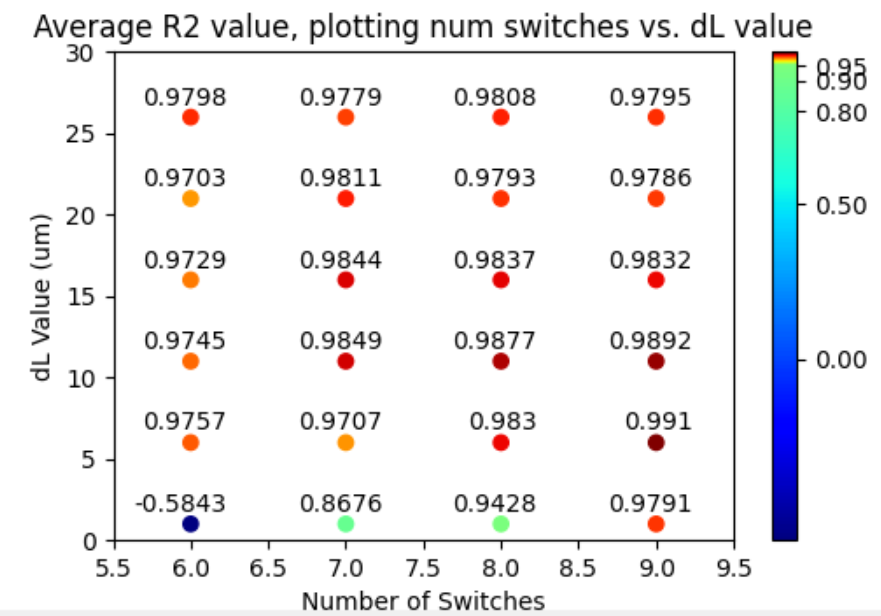 Average R2 value, plotting num switches vs. dL value
30
25
20
15
10
5
0
dL Value (um)
0.9798 0.9779 0.9808 0.9795
0.9703 0.9811 0.9793 0.9786
0.9729 0.9844 0.9837 0.9832
0.9745 0.9849 0.9877 0.9892
0.9757 0.9707 0.983 0.991
-0.5843 0.8676 0.9428 0.9791
5.5 6.0 6.5 7.0 7.5 8.0 8.5 9.0 9.5
Number of Switches
0.95
0.90
0.80
0.50
0.00